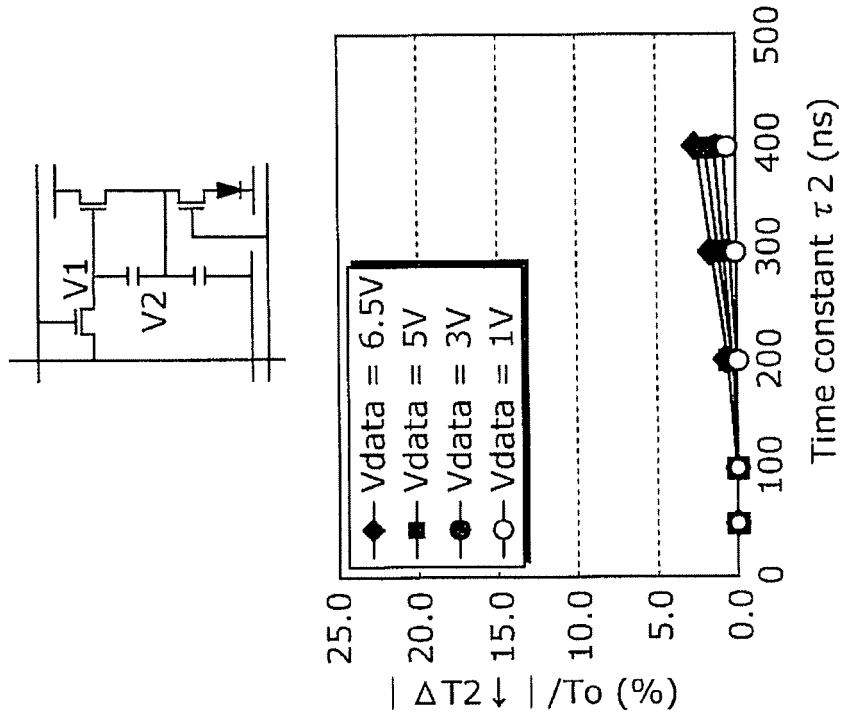 V1
V2
| ΔT2↓ | /To (%)
25.0
20.0
15.0
10.0
5.0
0.0
Vdata = 6.5V
Vdata = 5V
Vdata = 3V
Vdata = 1V
0 100 200 300 400 500
Time constant τ2 (ns)